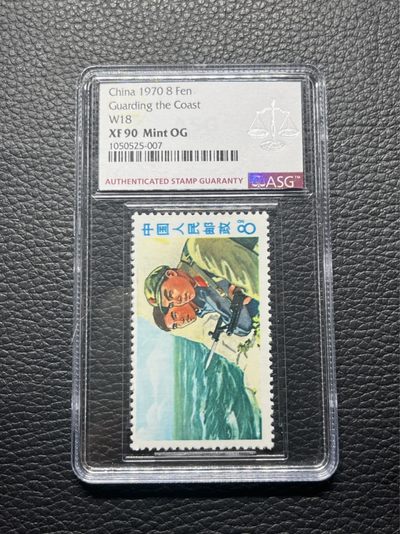 China 1970 8 Fen
Guarding the Coast
W18
XF 90 Mint OG
1050525-007
AUTHENTICATED STAMP GUARANTY
ASG
中国人民邮政 8分